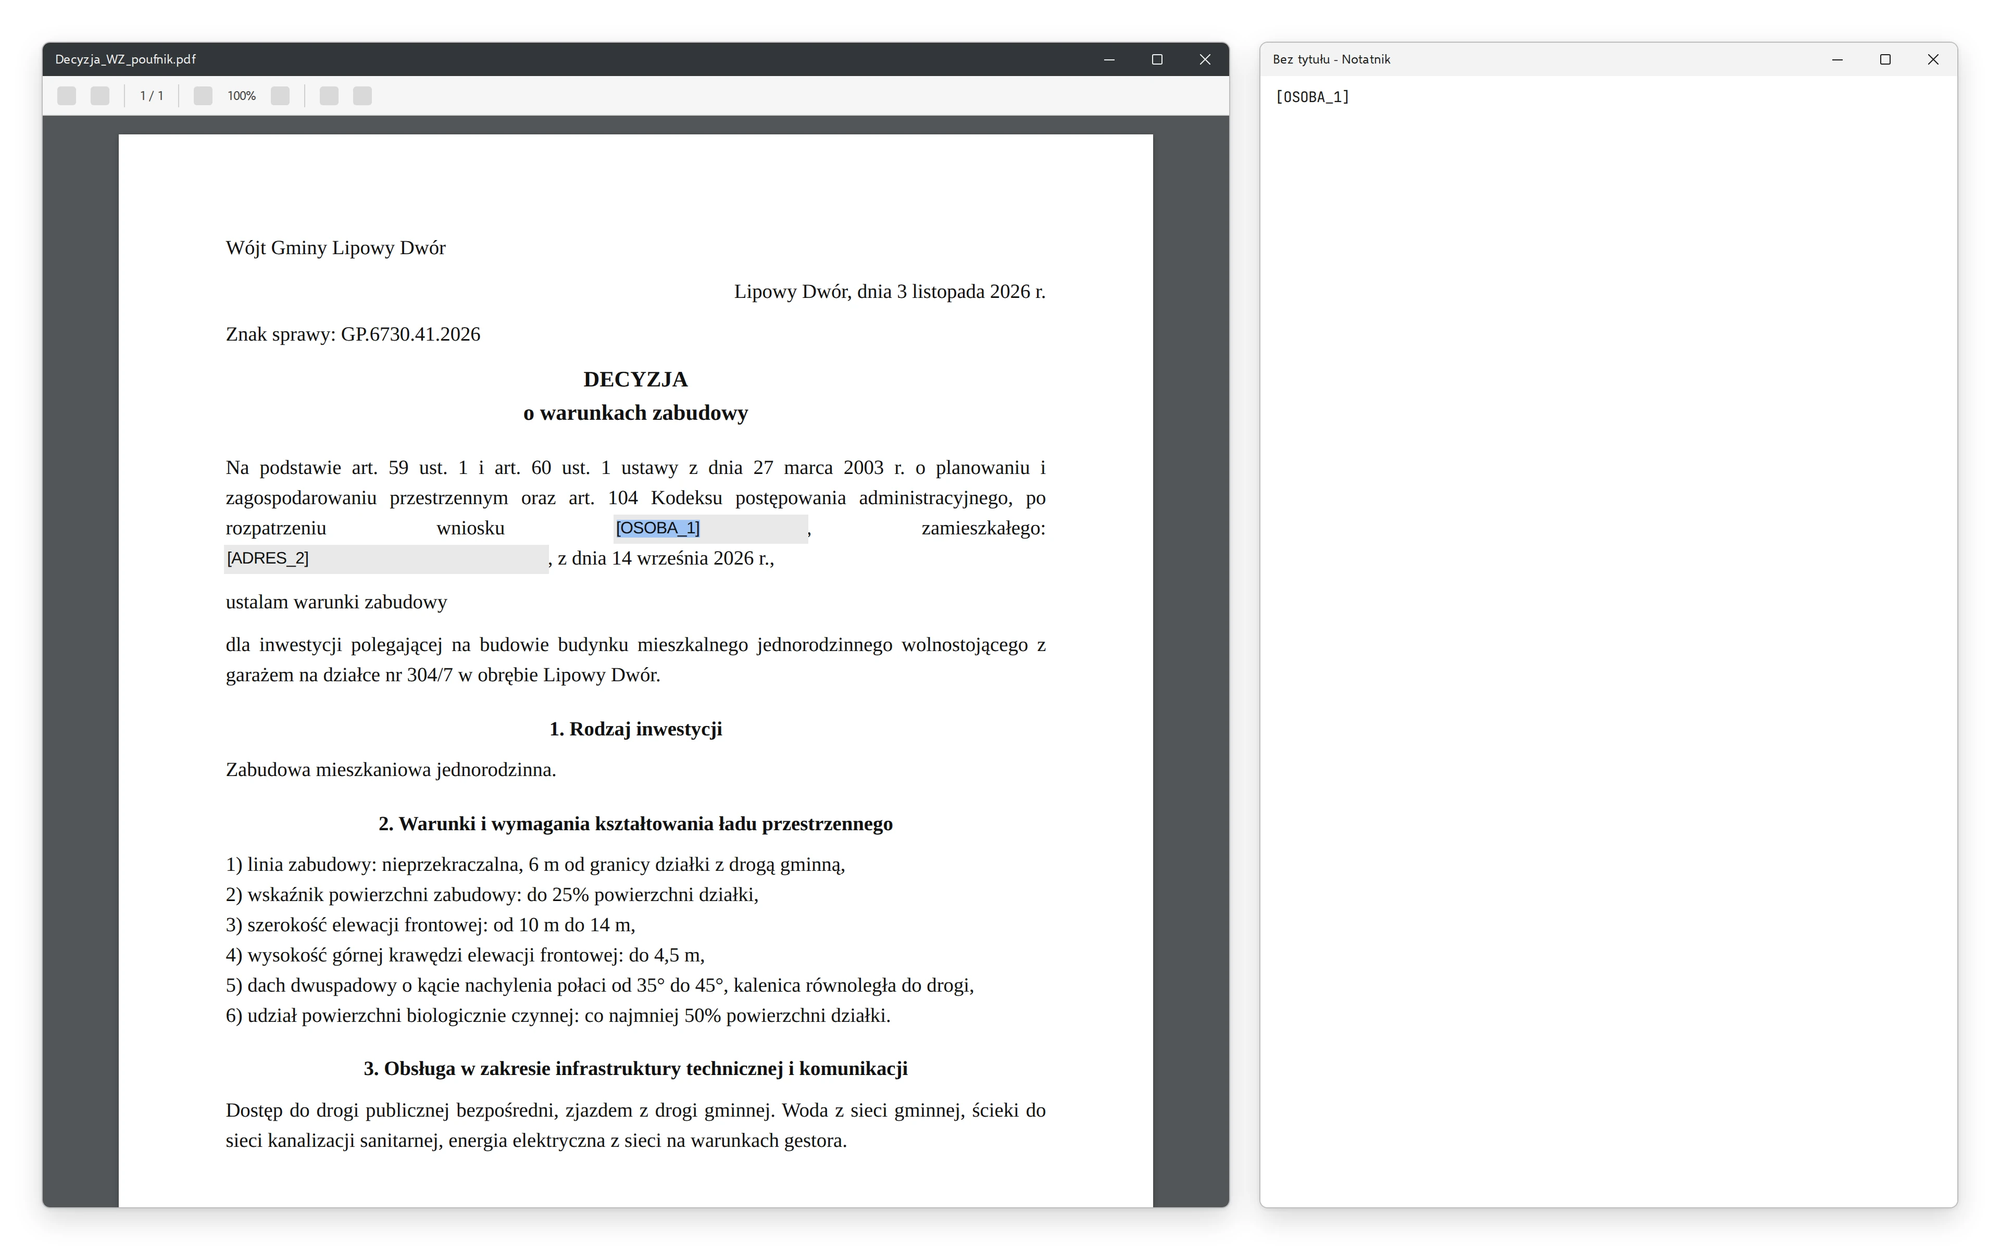 Decyzja_WZ_poufnik.pdf
1 / 1
100%
Wójt Gminy Lipowy Dwór
Lipowy Dwór, dnia 3 listopada 2026 r.
Znak sprawy: GP.6730.41.2026
DECYZJA
o warunkach zabudowy
Na podstawie art. 59 ust. 1 i art. 60 ust. 1 ustawy z dnia 27 marca 2003 r. o planowaniu i
zagospodarowaniu przestrzennym oraz art. 104 Kodeksu postępowania administracyjnego, po
rozpatrzeniu wniosku [OSOBA_1], zamieszkałego:
[ADRES_2], z dnia 14 września 2026 r.,
ustalam warunki zabudowy
dla inwestycji polegającej na budowie budynku mieszkalnego jednorodzinnego wolnostojącego z
garażem na działce nr 304/7 w obrębie Lipowy Dwór.
1. Rodzaj inwestycji
Zabudowa mieszkaniowa jednorodzinna.
2. Warunki i wymagania kształtowania ładu przestrzennego
1) linia zabudowy: nieprzekraczalna, 6 m od granicy działki z drogą gminną,
2) wskaźnik powierzchni zabudowy: do 25% powierzchni działki,
3) szerokość elewacji frontowej: od 10 m do 14 m,
4) wysokość górnej krawędzi elewacji frontowej: do 4,5 m,
5) dach dwuspadowy o kącie nachylenia połaci od 35° do 45°, kalenica równoległa do drogi,
6) udział powierzchni biologicznie czynnej: co najmniej 50% powierzchni działki.
3. Obsługa w zakresie infrastruktury technicznej i komunikacji
Dostęp do drogi publicznej bezpośredni, zjazdem z drogi gminnej. Woda z sieci gminnej, ścieki do
sieci kanalizacji sanitarnej, energia elektryczna z sieci na warunkach gestora.
Bez tytułu - Notatnik
[OSOBA_1]